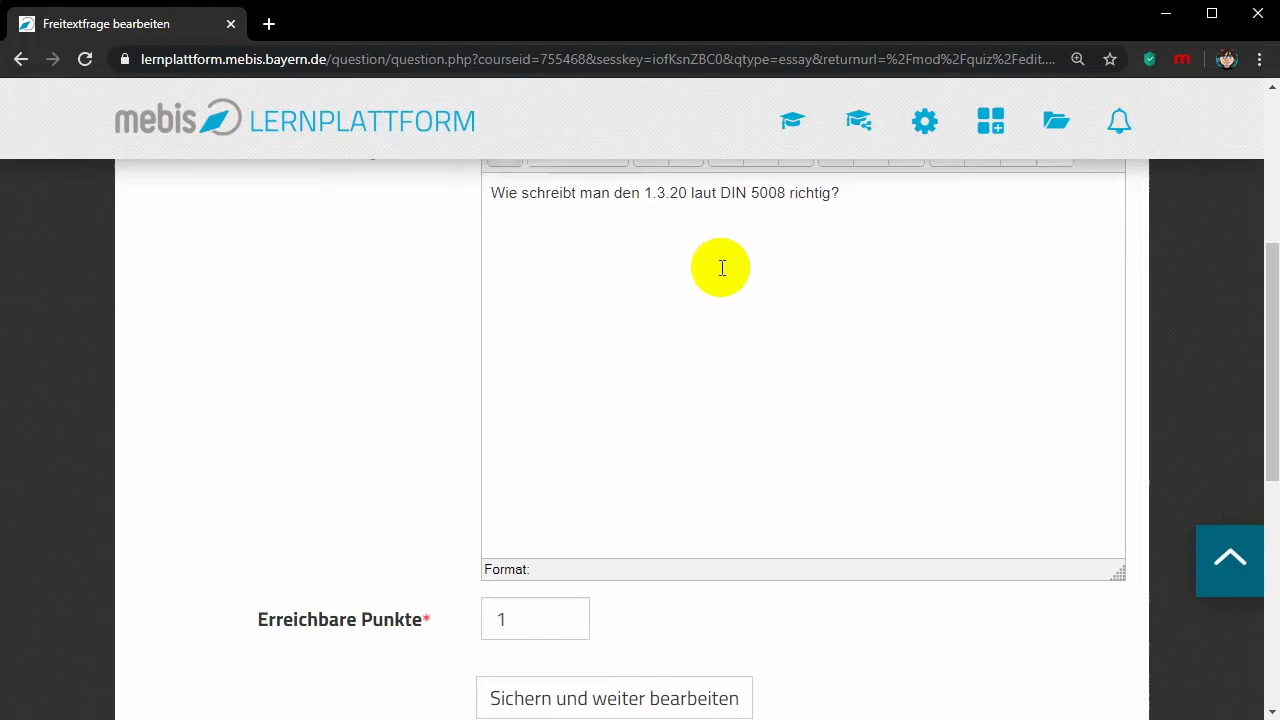 Freitextfrage bearbeiten
lernplattform.mebis.bayern.de/question/question.php?courseid=755468&sesskey=iofKsnZBC0&qtype=essay&returnurl=%2Fmod%2Fquiz%2Fedit....
mebis LERNPLATTFORM
Wie schreibt man den 1.3.20 laut DIN 5008 richtig?
Format:
Erreichbare Punkte* 1
Sichern und weiter bearbeiten